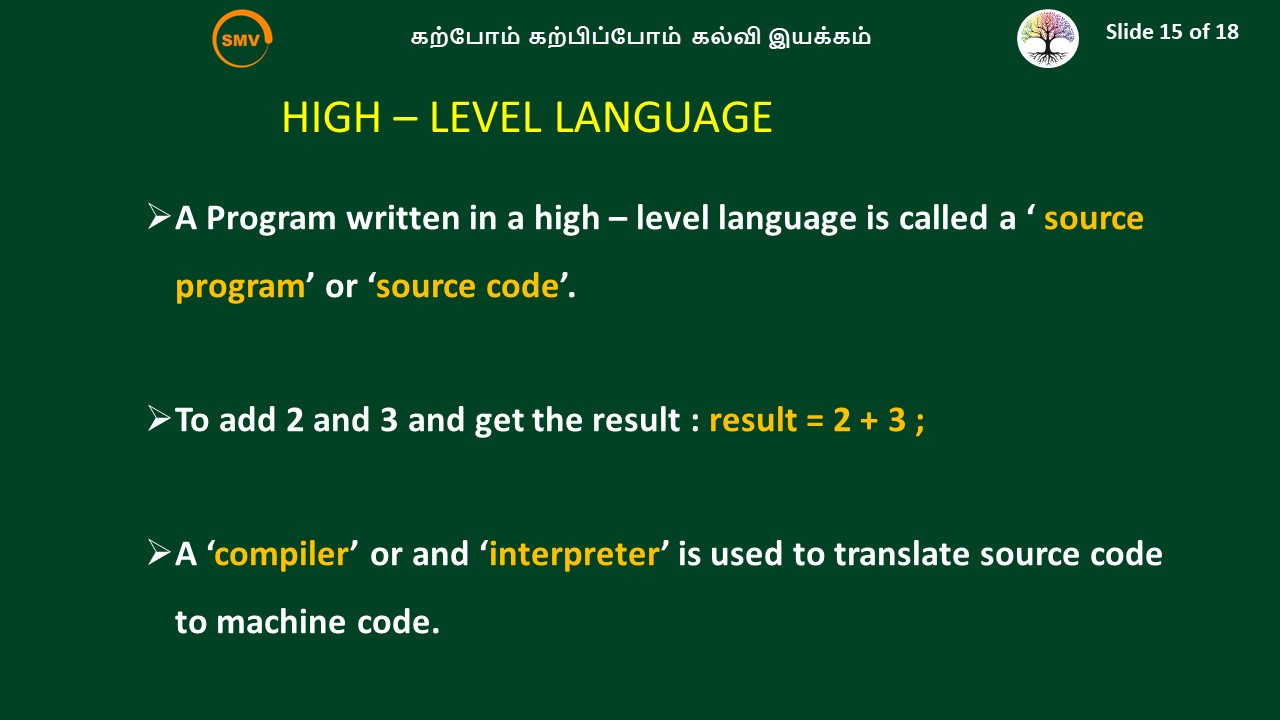 SMV
கற்போம் கற்பிப்போம் கல்வி இயக்கம்
Slide 15 of 18
HIGH – LEVEL LANGUAGE
➢A Program written in a high – level language is called a ‘ source
program’ or ‘source code’.
➢To add 2 and 3 and get the result : result = 2 + 3 ;
➢A ‘compiler’ or and ‘interpreter’ is used to translate source code
to machine code.